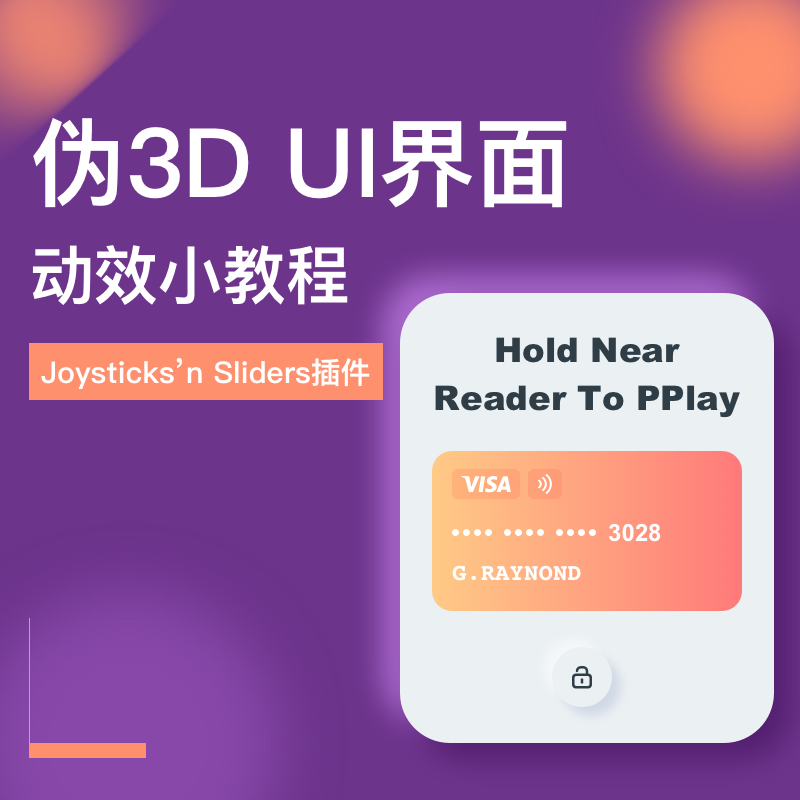 伪3D UI界面
动效小教程
Joysticks’n Sliders插件
Hold Near
Reader To PPlay
VISA
•••• •••• •••• 3028
G.RAYNOND